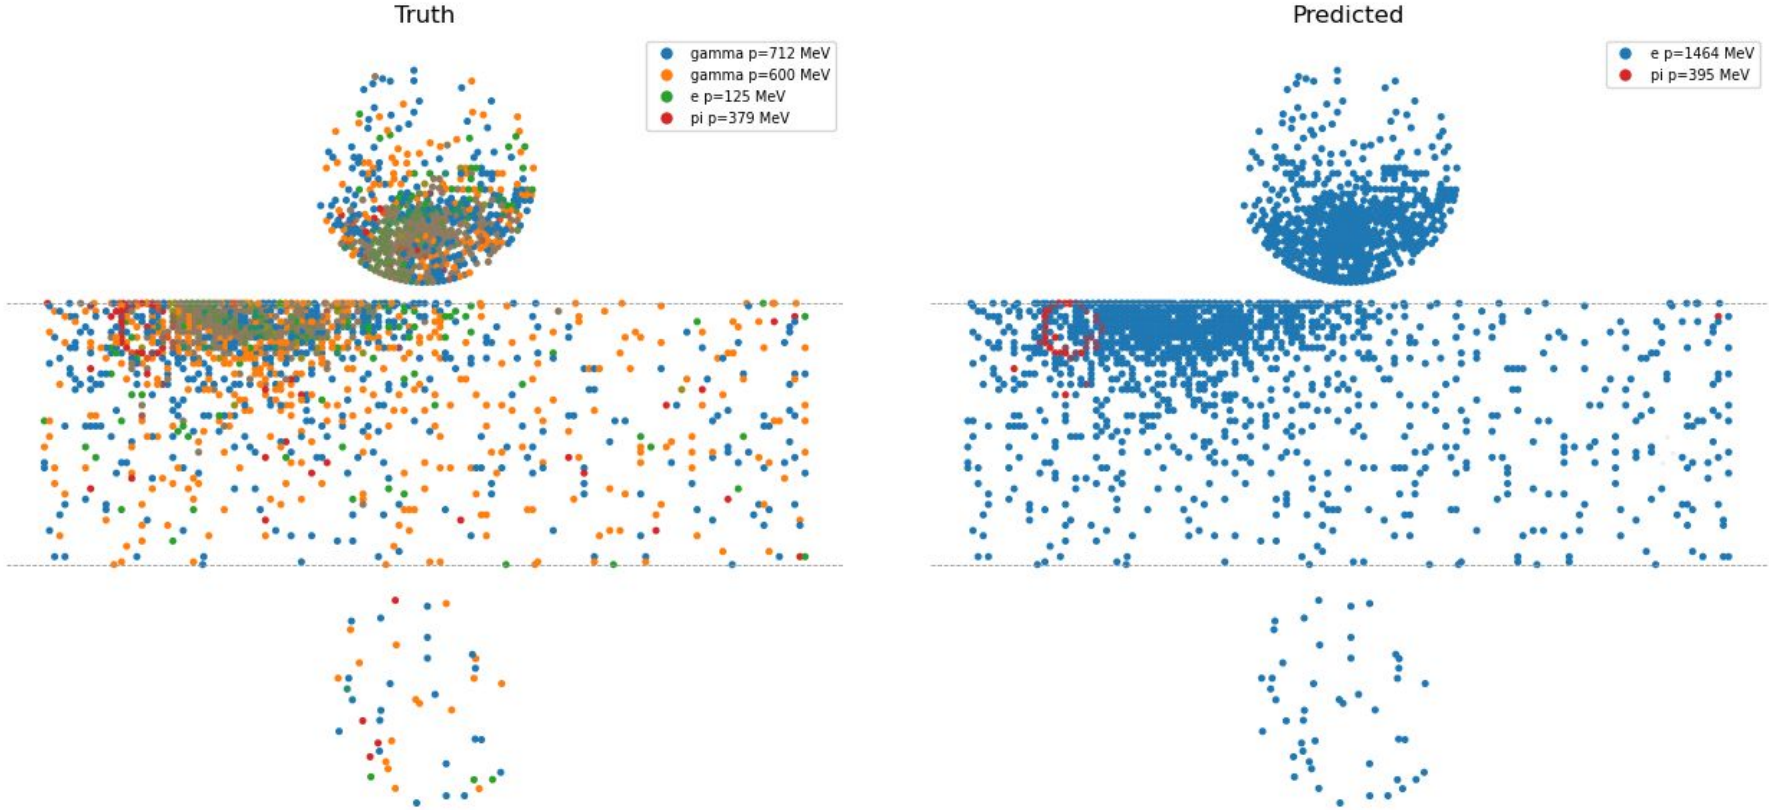 Truth
gamma p=712 MeV
gamma p=600 MeV
e p=125 MeV
pi p=379 MeV
Predicted
e p=1464 MeV
pi p=395 MeV